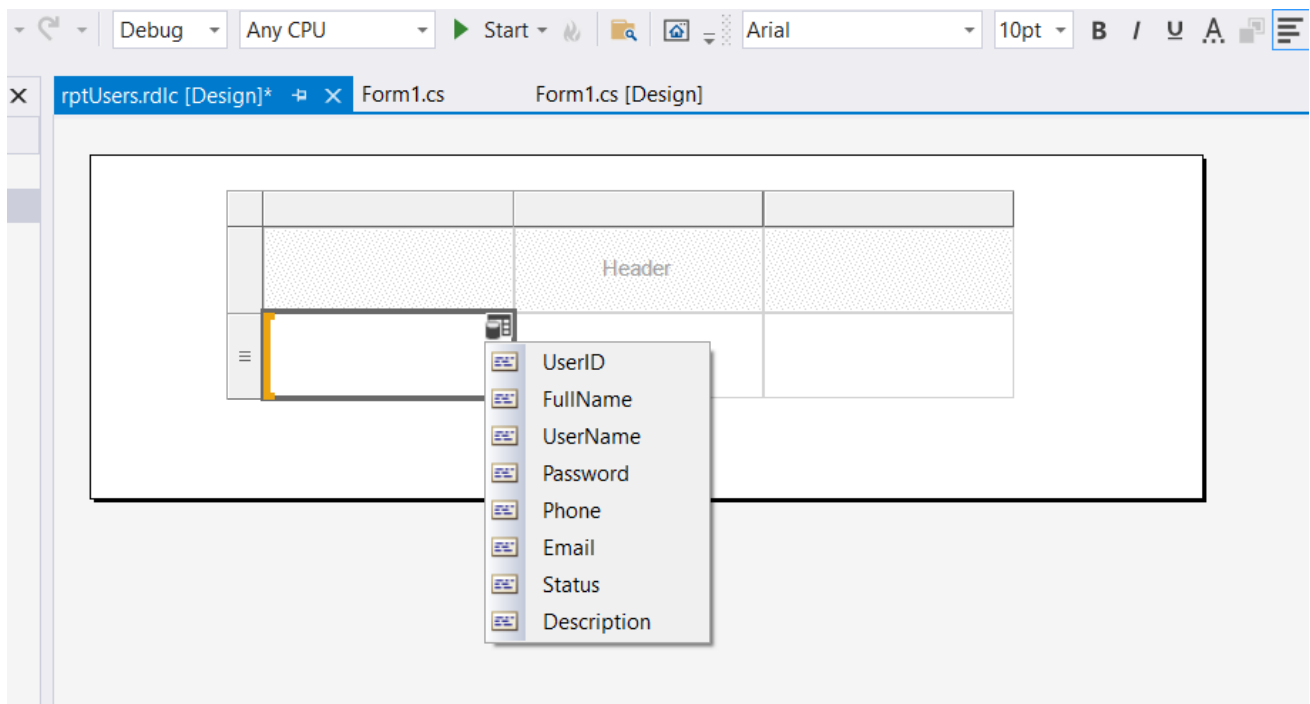 Debug Any CPU Start Arial 10pt B I U A
rptUsers.rdlc [Design]* Form1.cs Form1.cs [Design]
Header
UserID
FullName
UserName
Password
Phone
Email
Status
Description